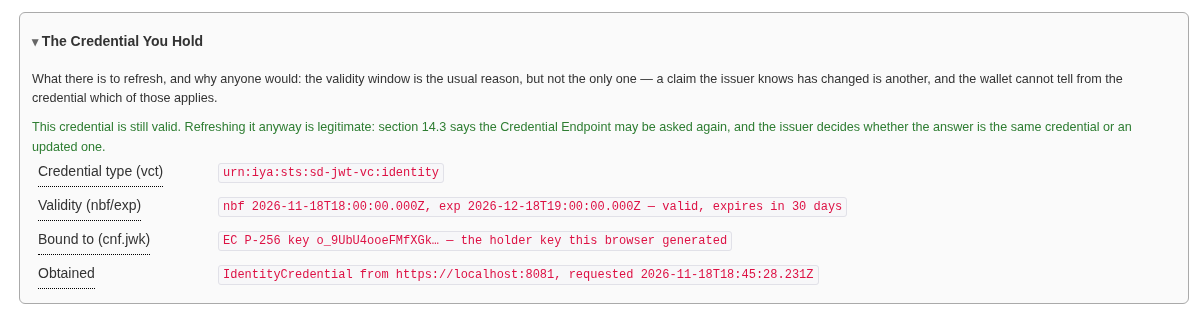 ▾ The Credential You Hold
What there is to refresh, and why anyone would: the validity window is the usual reason, but not the only one — a claim the issuer knows has changed is another, and the wallet cannot tell from the
credential which of those applies.
This credential is still valid. Refreshing it anyway is legitimate: section 14.3 says the Credential Endpoint may be asked again, and the issuer decides whether the answer is the same credential or an
updated one.
Credential type (vct) urn:iya:sts:sd-jwt-vc:identity
Validity (nbf/exp) nbf 2026-11-18T18:00:00.000Z, exp 2026-12-18T19:00:00.000Z — valid, expires in 30 days
Bound to (cnf.jwk) EC P-256 key o_9UbU4ooeFMfXGk… — the holder key this browser generated
Obtained IdentityCredential from https://localhost:8081, requested 2026-11-18T18:45:28.231Z